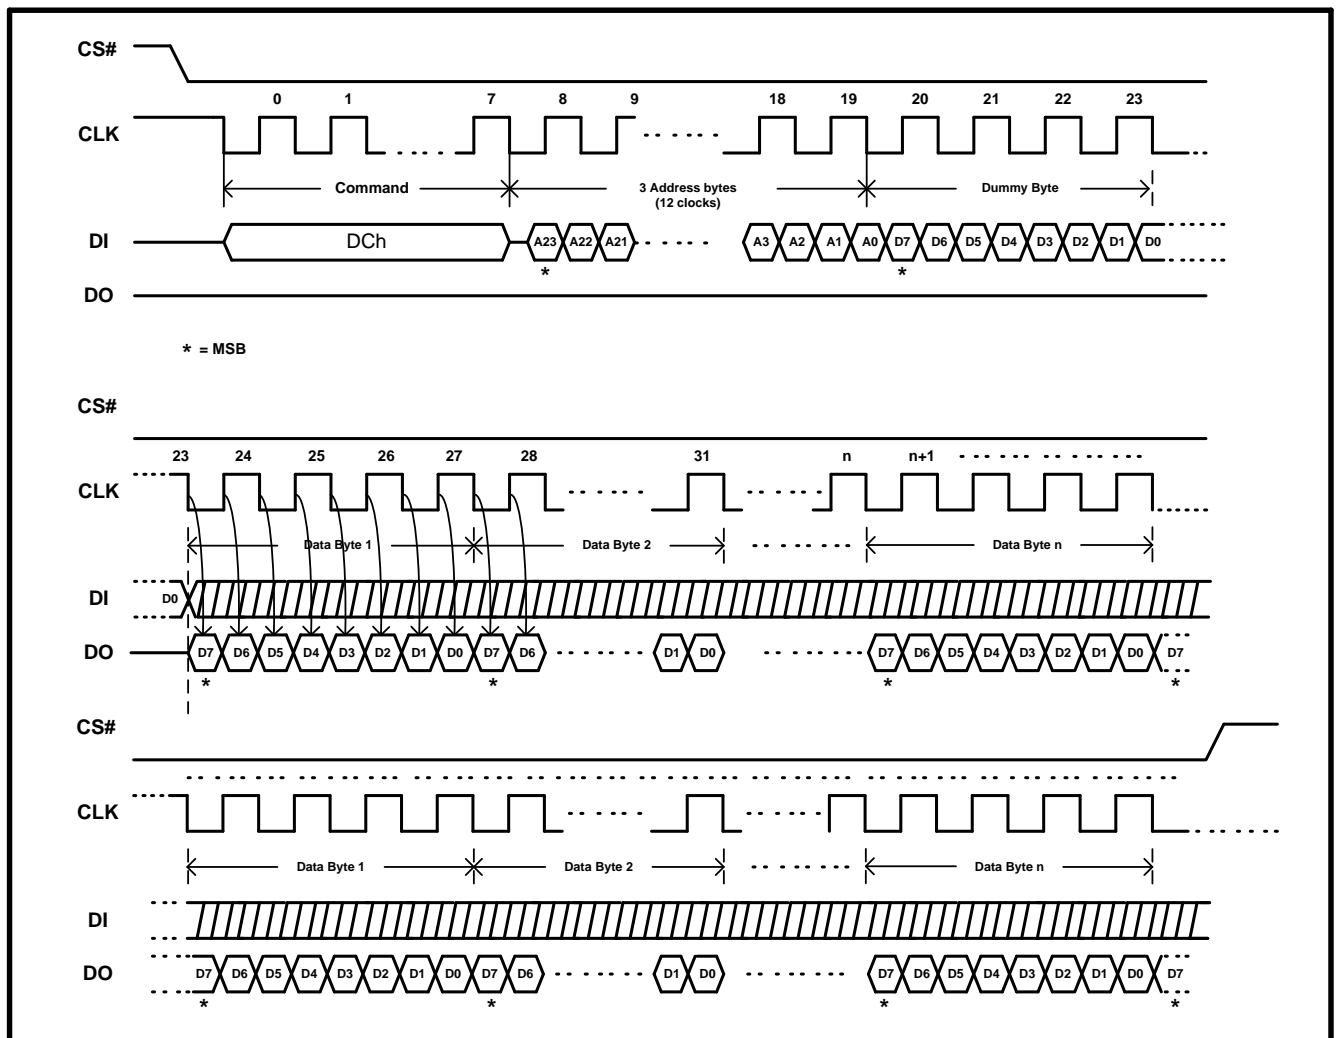 CS#
0 1 7 8 9 18 19 20 21 22 23
CLK
Command
3 Address bytes
(12 clocks)
Dummy Byte
DI DCh A23 A22 A21 A3 A2 A1 A0 D7 D6 D5 D4 D3 D2 D1 D0
* *
DO
* = MSB
CS#
23 24 25 26 27 28 31 n n+1
CLK
Data Byte 1 Data Byte 2 Data Byte n
DI D0
DO D7 D6 D5 D4 D3 D2 D1 D0 D7 D6 D1 D0 D7 D6 D5 D4 D3 D2 D1 D0 D7
* * * *
CS#
CLK
Data Byte 1 Data Byte 2 Data Byte n
DI
DO D7 D6 D5 D4 D3 D2 D1 D0 D7 D6 D1 D0 D7 D6 D5 D4 D3 D2 D1 D0 D7
* * * *